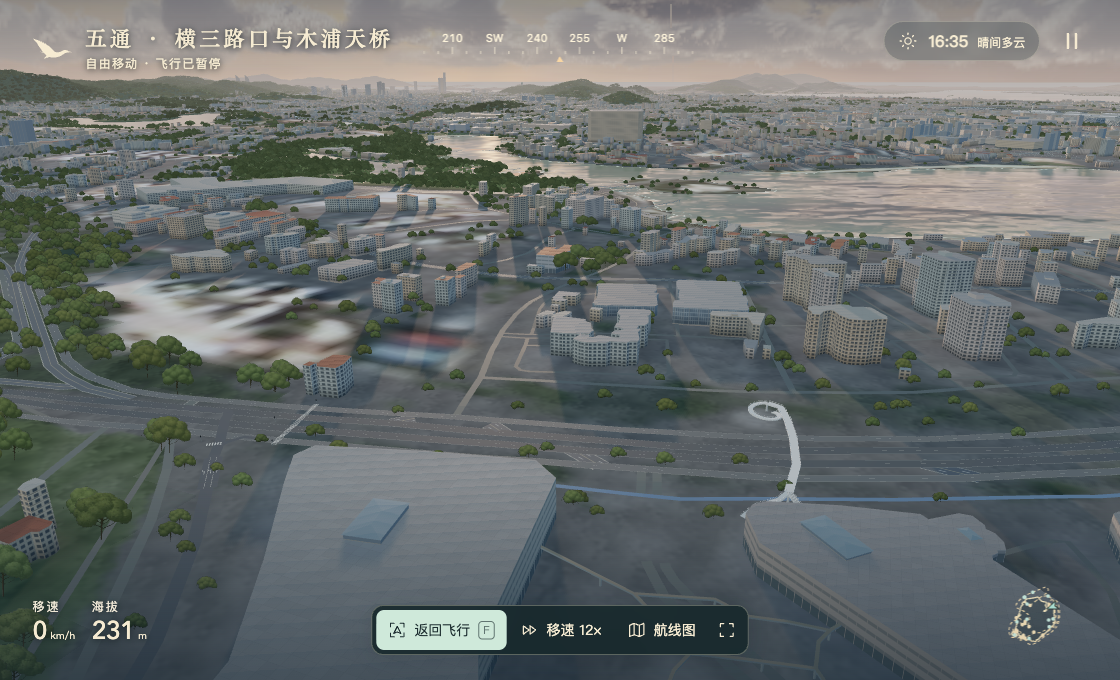 五通 · 横三路口与木浦天桥
自由移动 · 飞行已暂停
210 SW 240 255 W 285
16:35 晴间多云
移速 海拔
0 km/h 231 m
返回飞行 F
移速 12x
航线图